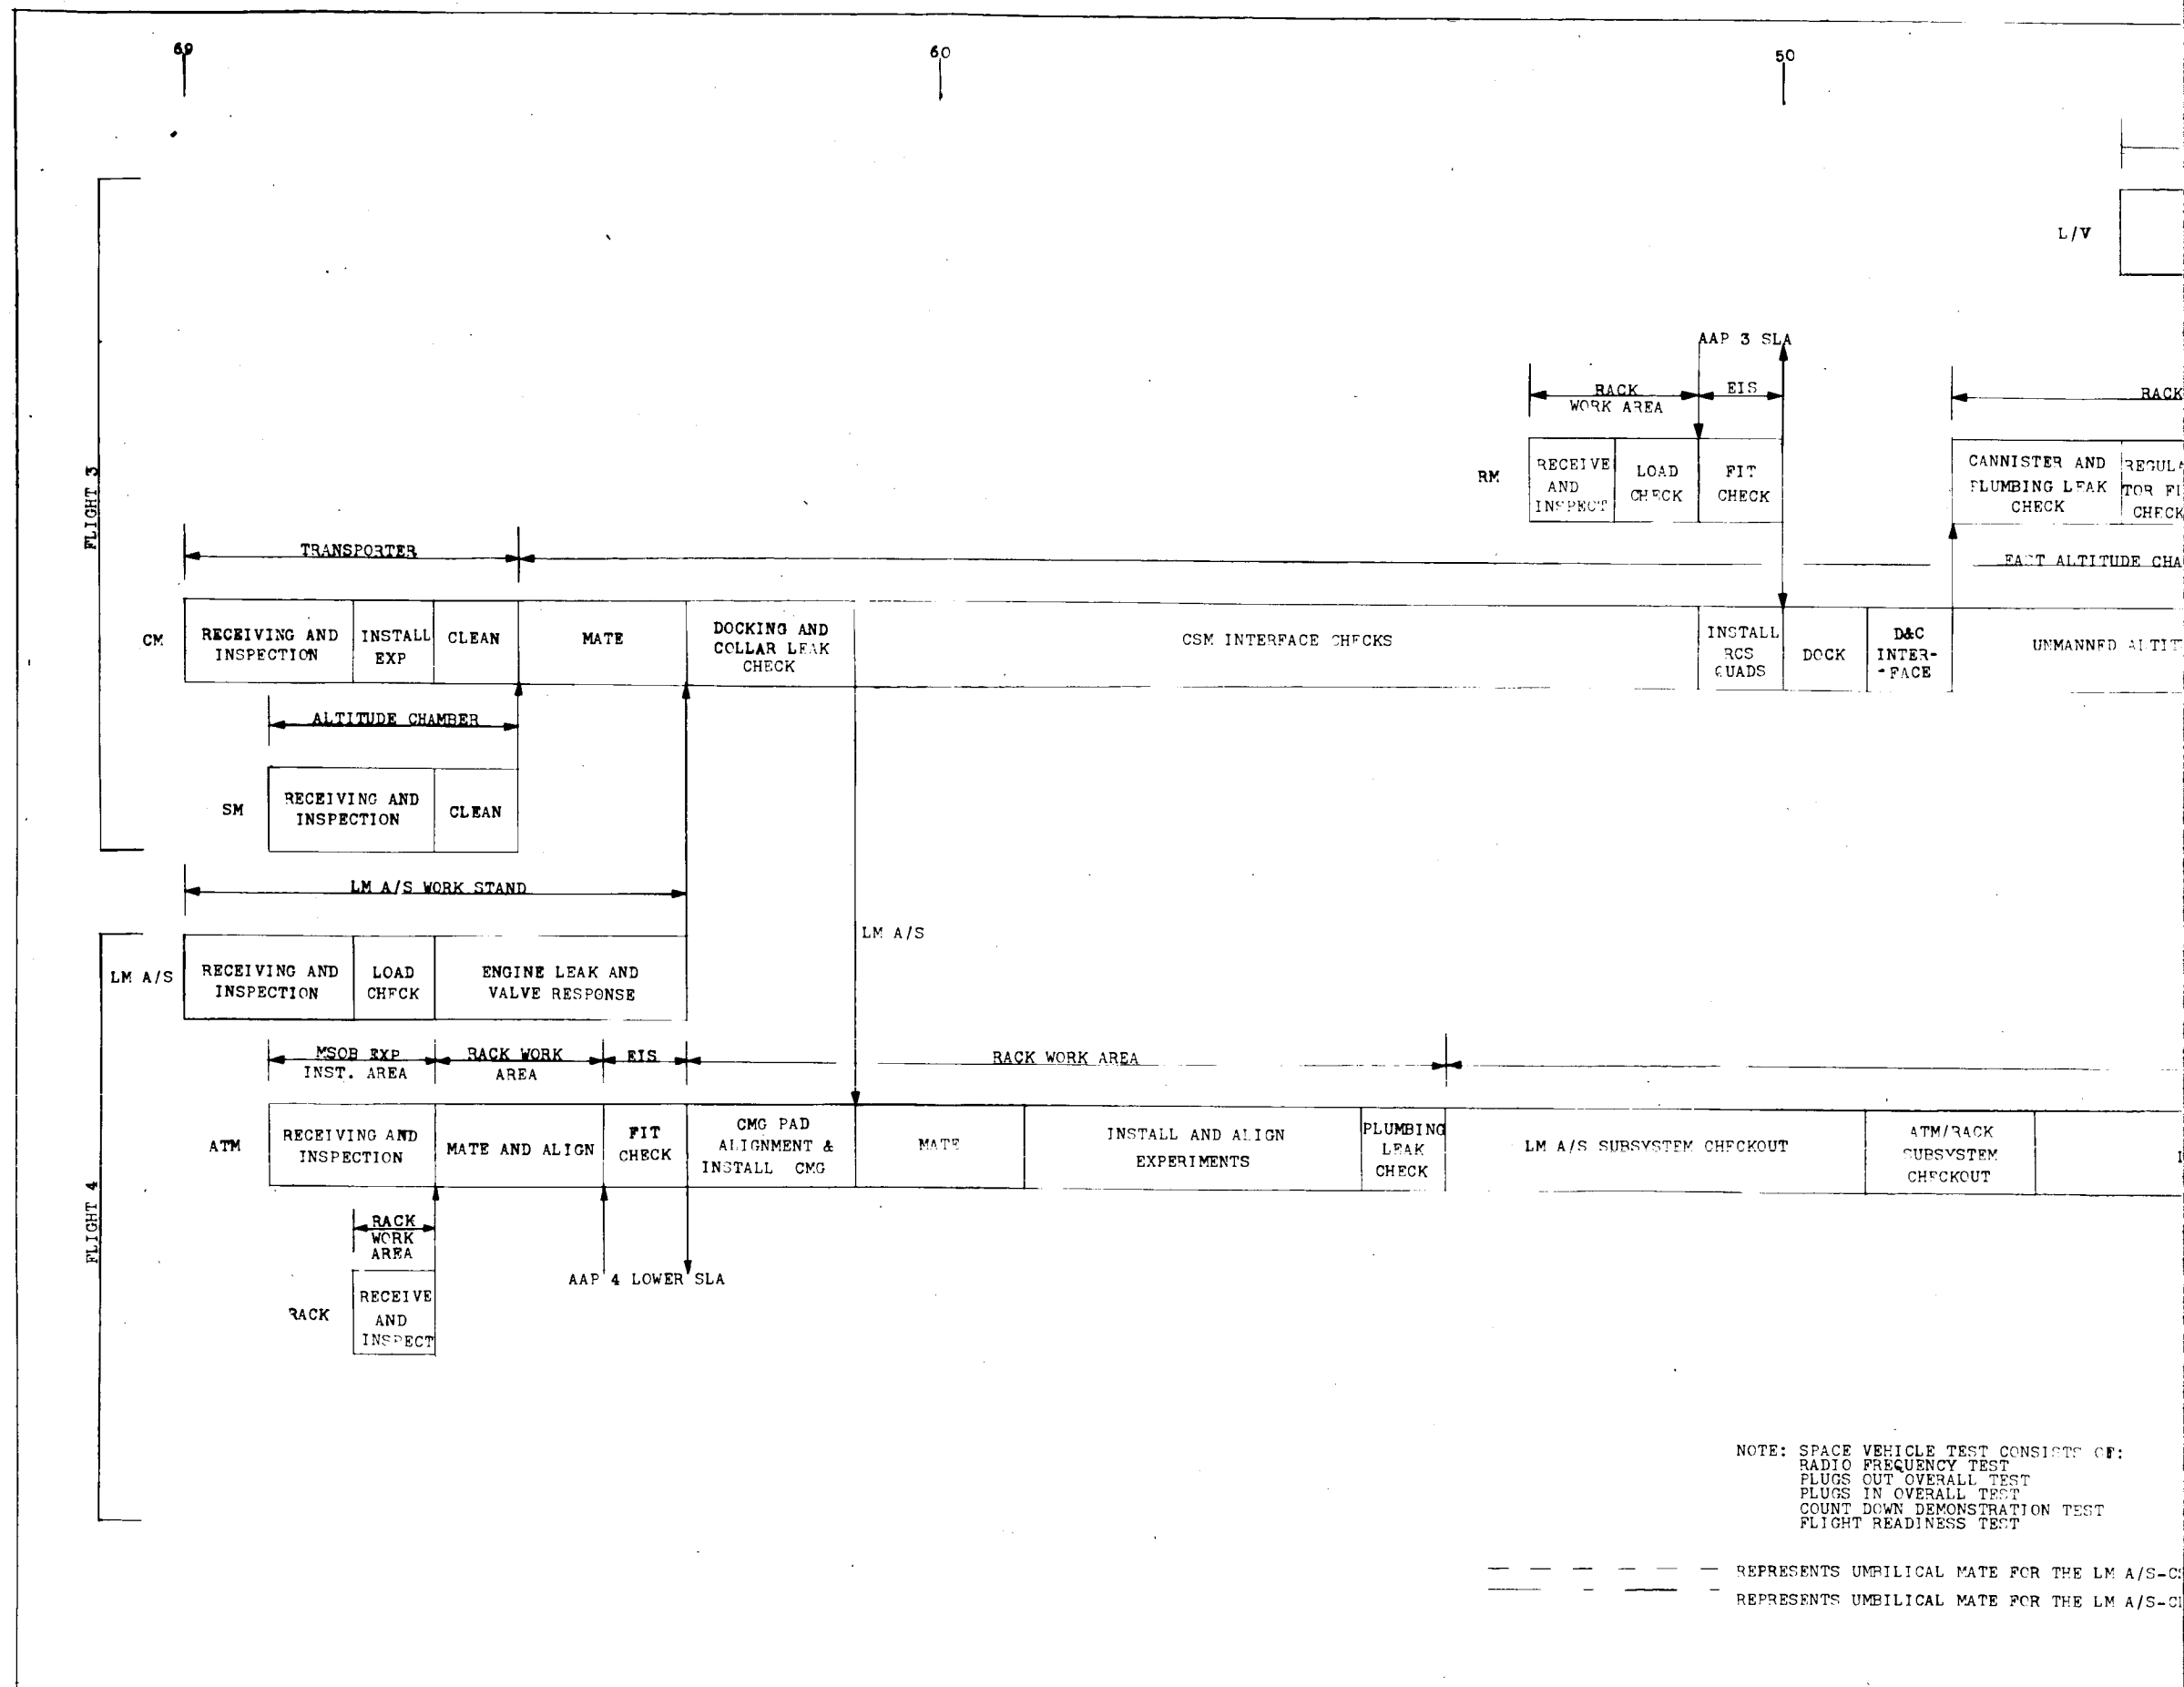 69
60
50
L/V
AAP 3 SLA
RACK
WORK AREA
EIS
RACK
FLIGHT 3
RM
RECEIVE
AND
INSPECT
LOAD
CHECK
FIT
CHECK
CANNISTER AND
PLUMBING LEAK
CHECK
CHECK
TRANSPORTER
EAST ALTITUDE
CM
RECEIVING AND
INSPECTION
INSTALL
EXP
CLEAN
MATE
DOCKING AND
COLLAR LEAK
CHECK
CSM INTERFACE CHECKS
INSTALL
RCS
QUADS
DOCK
D&C
INTER-
-FACE
UNMANNED
ALTITUDE CHAMBER
SM
RECEIVING AND
INSPECTION
CLEAN
LM A/S WORK STAND
LM A/S
LM A/S
RECEIVING AND
INSPECTION
LOAD
CHECK
ENGINE LEAK AND
VALVE RESPONSE
MSOB EXP
INST. AREA
RACK WORK
AREA
EIS
RACK WORK AREA
FLIGHT 4
ATM
RECEIVING AND
INSPECTION
MATE AND ALIGN
FIT
CHECK
CMG PAD
ALIGNMENT &
INSTALL CMG
MATE
INSTALL AND ALIGN
EXPERIMENTS
PLUMBING
LEAK
CHECK
LM A/S SUBSYSTEM CHECKOUT
ATM/RACK
SUBSYSTEM
CHECKOUT
RACK
WORK
AREA
AAP 4 LOWER SLA
RACK
RECEIVE
AND
INSPECT
NOTE: SPACE VEHICLE TEST CONSISTS OF:
RADIO FREQUENCY TEST
PLUGS OUT OVERALL TEST
PLUGS IN OVERALL TEST
COUNT DOWN DEMONSTRATION TEST
FLIGHT READINESS TEST
REPRESENTS UMBILICAL MATE FOR THE LM A/S-
REPRESENTS UMBILICAL MATE FOR THE LM A/S-